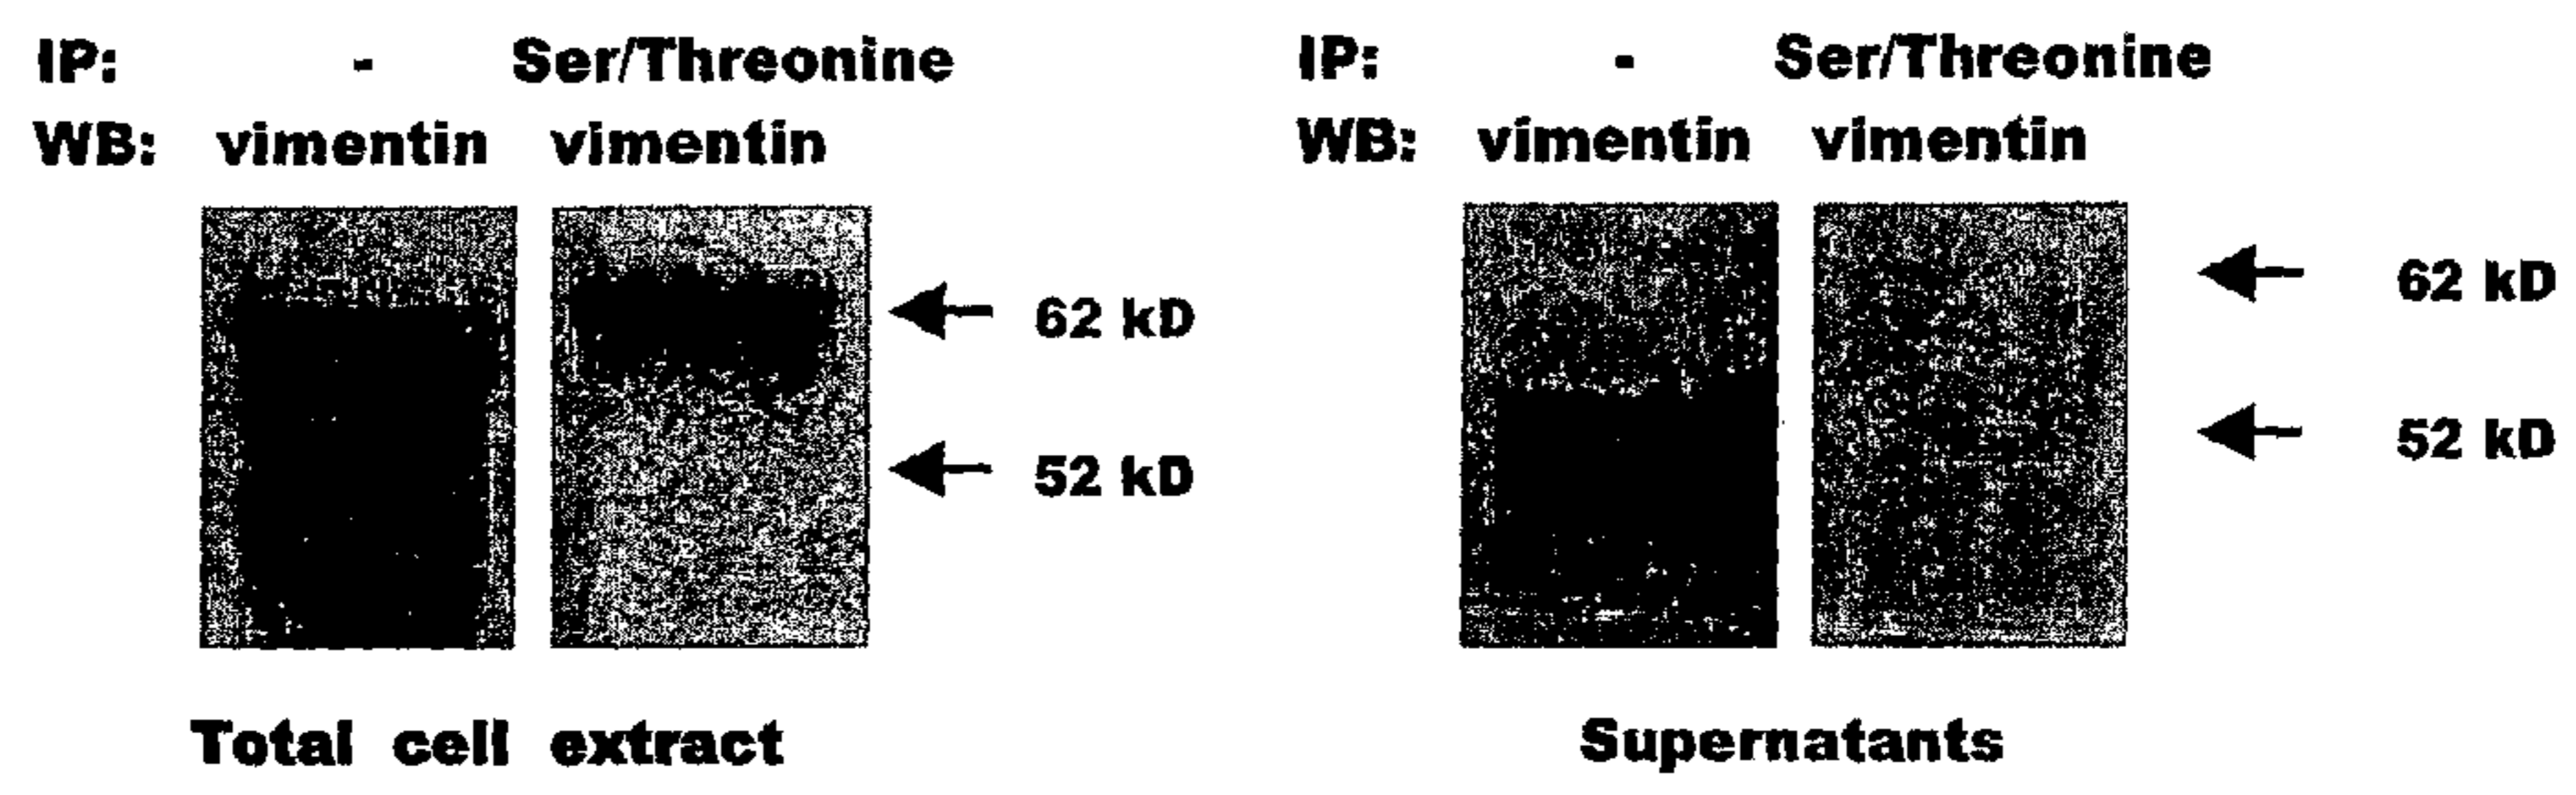 IP: - Ser/Threonine
WB: vimentin vimentin
62 kD
52 kD
Total cell extract
IP: - Ser/Threonine
WB: vimentin vimentin
62 kD
52 kD
Supernatants